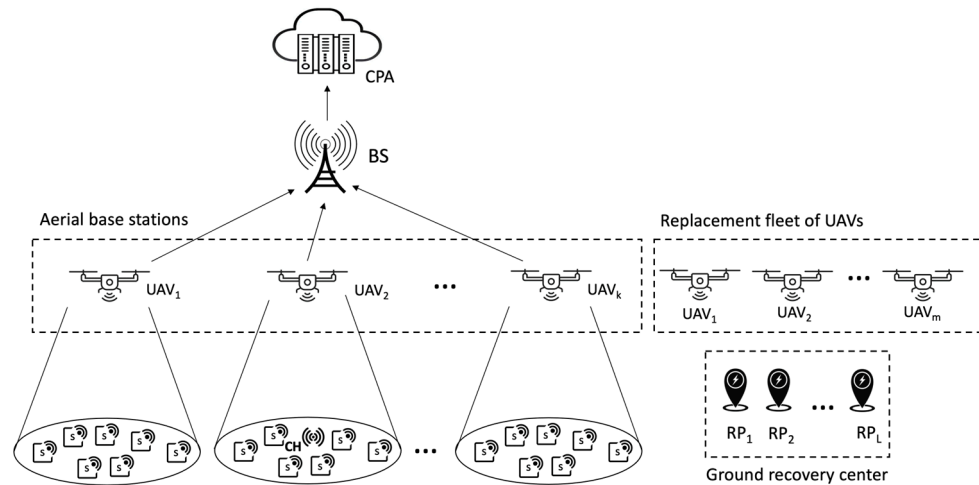 CPA
BS
Aerial base stations
Replacement fleet of UAVs
UAV₁
UAV₂
...
UAVₖ
UAV₁
UAV₂
...
UAVₘ
S S S S S S S
S S CH S S S S
...
S S S S S S S
RP₁
RP₂
...
RP_L
Ground recovery center